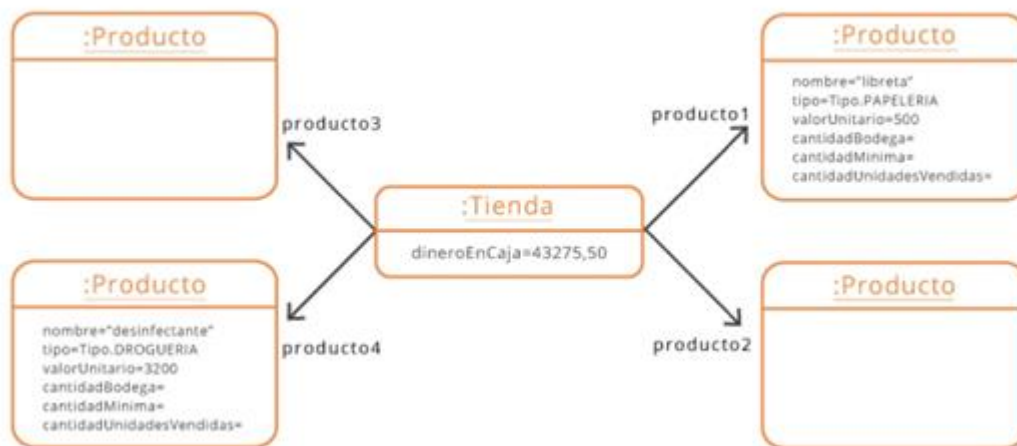 :Producto
:Producto
nombre="libreta"
tipo=Tipo.PAPELERIA
valorUnitario=500
cantidadBodega=
cantidadMinima=
cantidadUnidadesVendidas=
producto3
producto1
:Tienda
dineroEnCaja=43275,50
:Producto
nombre="desinfectante"
tipo=Tipo.DROGUERIA
valorUnitario=3200
cantidadBodega=
cantidadMinima=
cantidadUnidadesVendidas=
producto4
producto2
:Producto